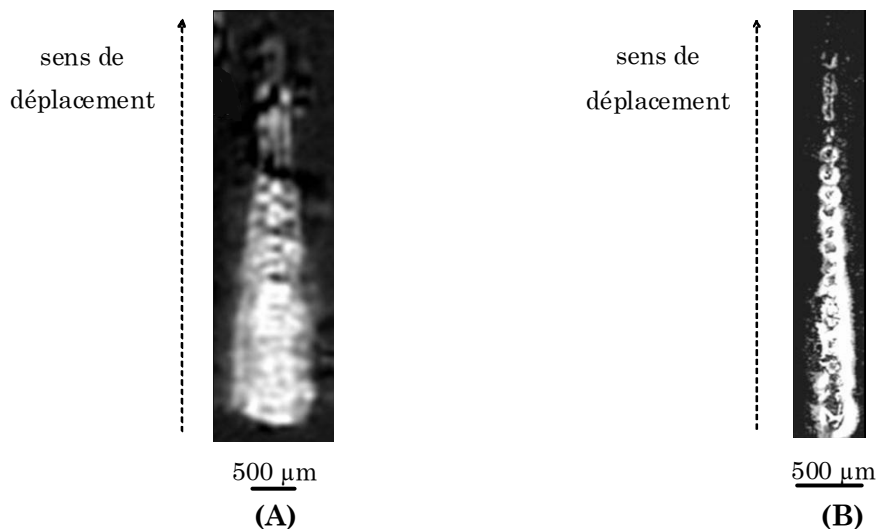 sens de
déplacement
500 µm
(A)
sens de
déplacement
500 µm
(B)